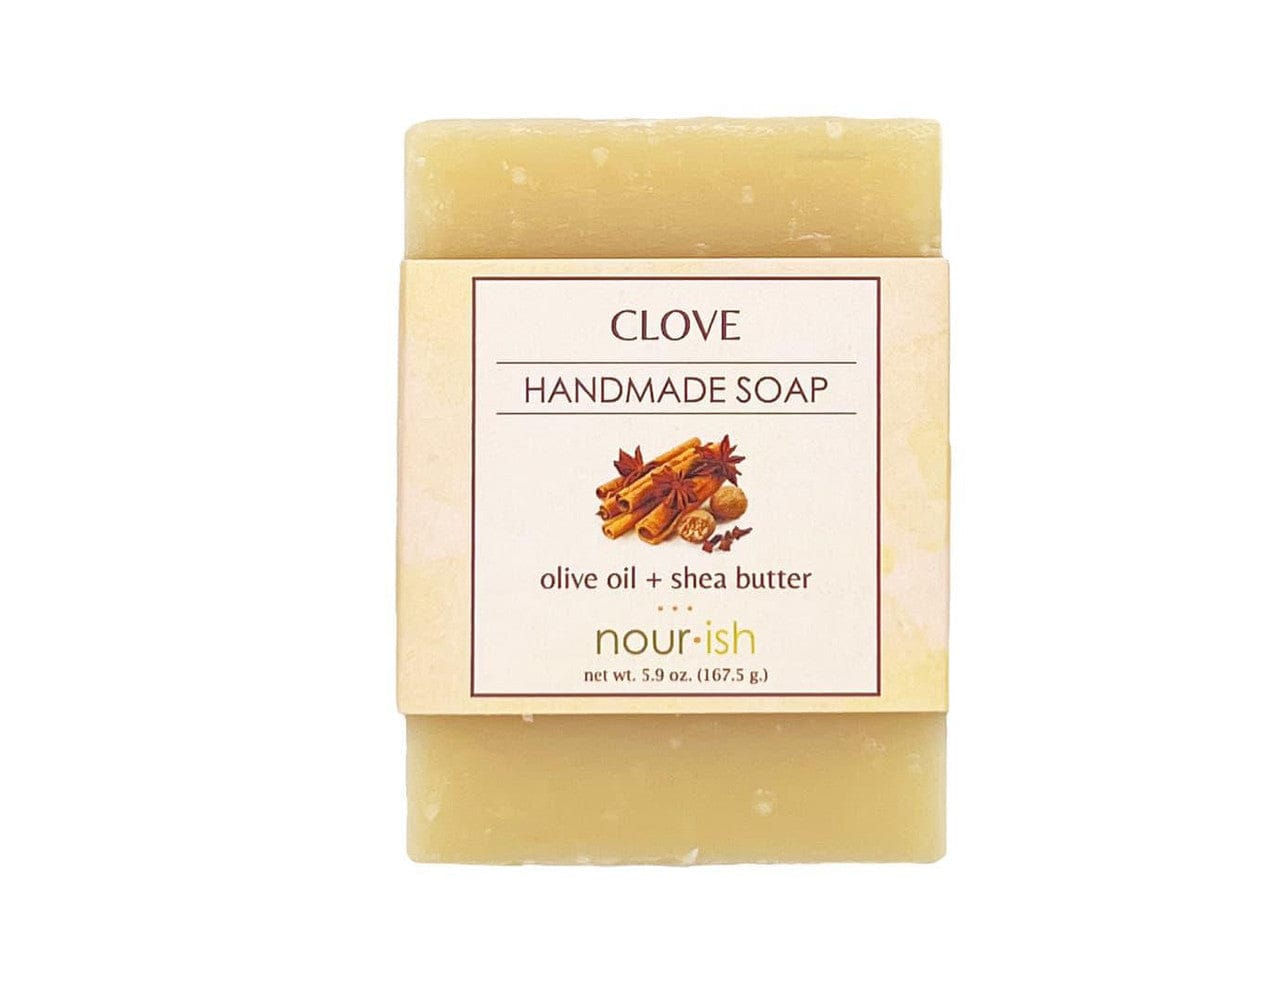 CLOVE
HANDMADE SOAP
olive oil + shea butter
nour•ish
net wt. 5.9 oz. (167.5 g.)